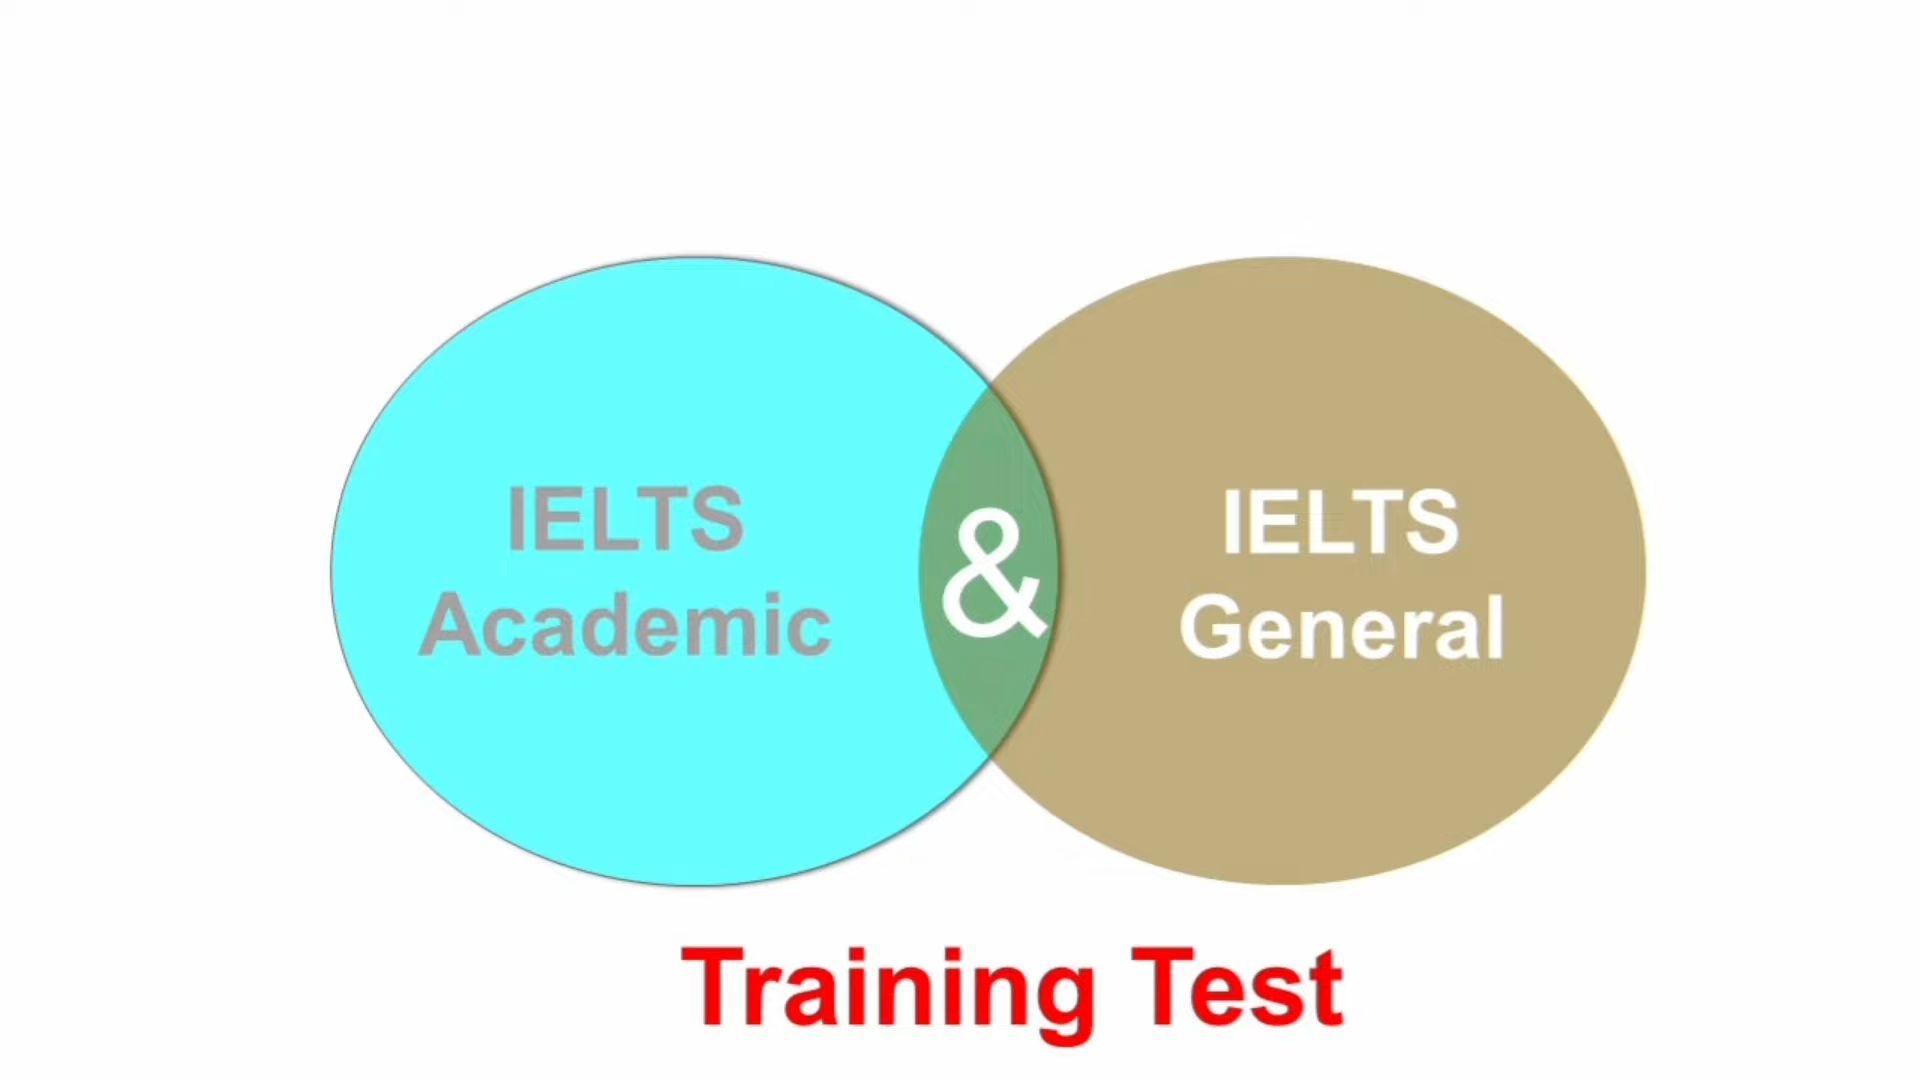 IELTS
Academic
&
IELTS
General
Training Test